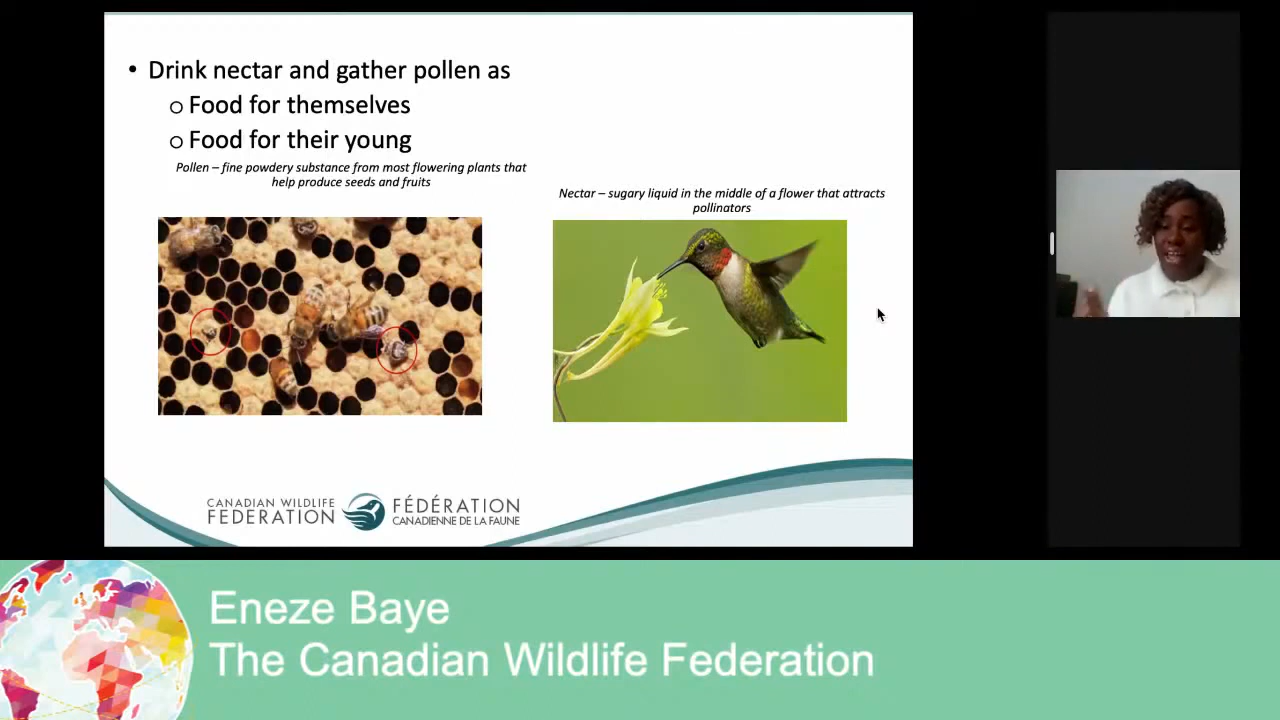 • Drink nectar and gather pollen as
o Food for themselves
o Food for their young
Pollen – fine powdery substance from most flowering plants that
help produce seeds and fruits
Nectar – sugary liquid in the middle of a flower that attracts
pollinators
CANADIAN WILDLIFE
FEDERATION
FÉDÉRATION
CANADIENNE DE LA FAUNE
Eneze Baye
The Canadian Wildlife Federation